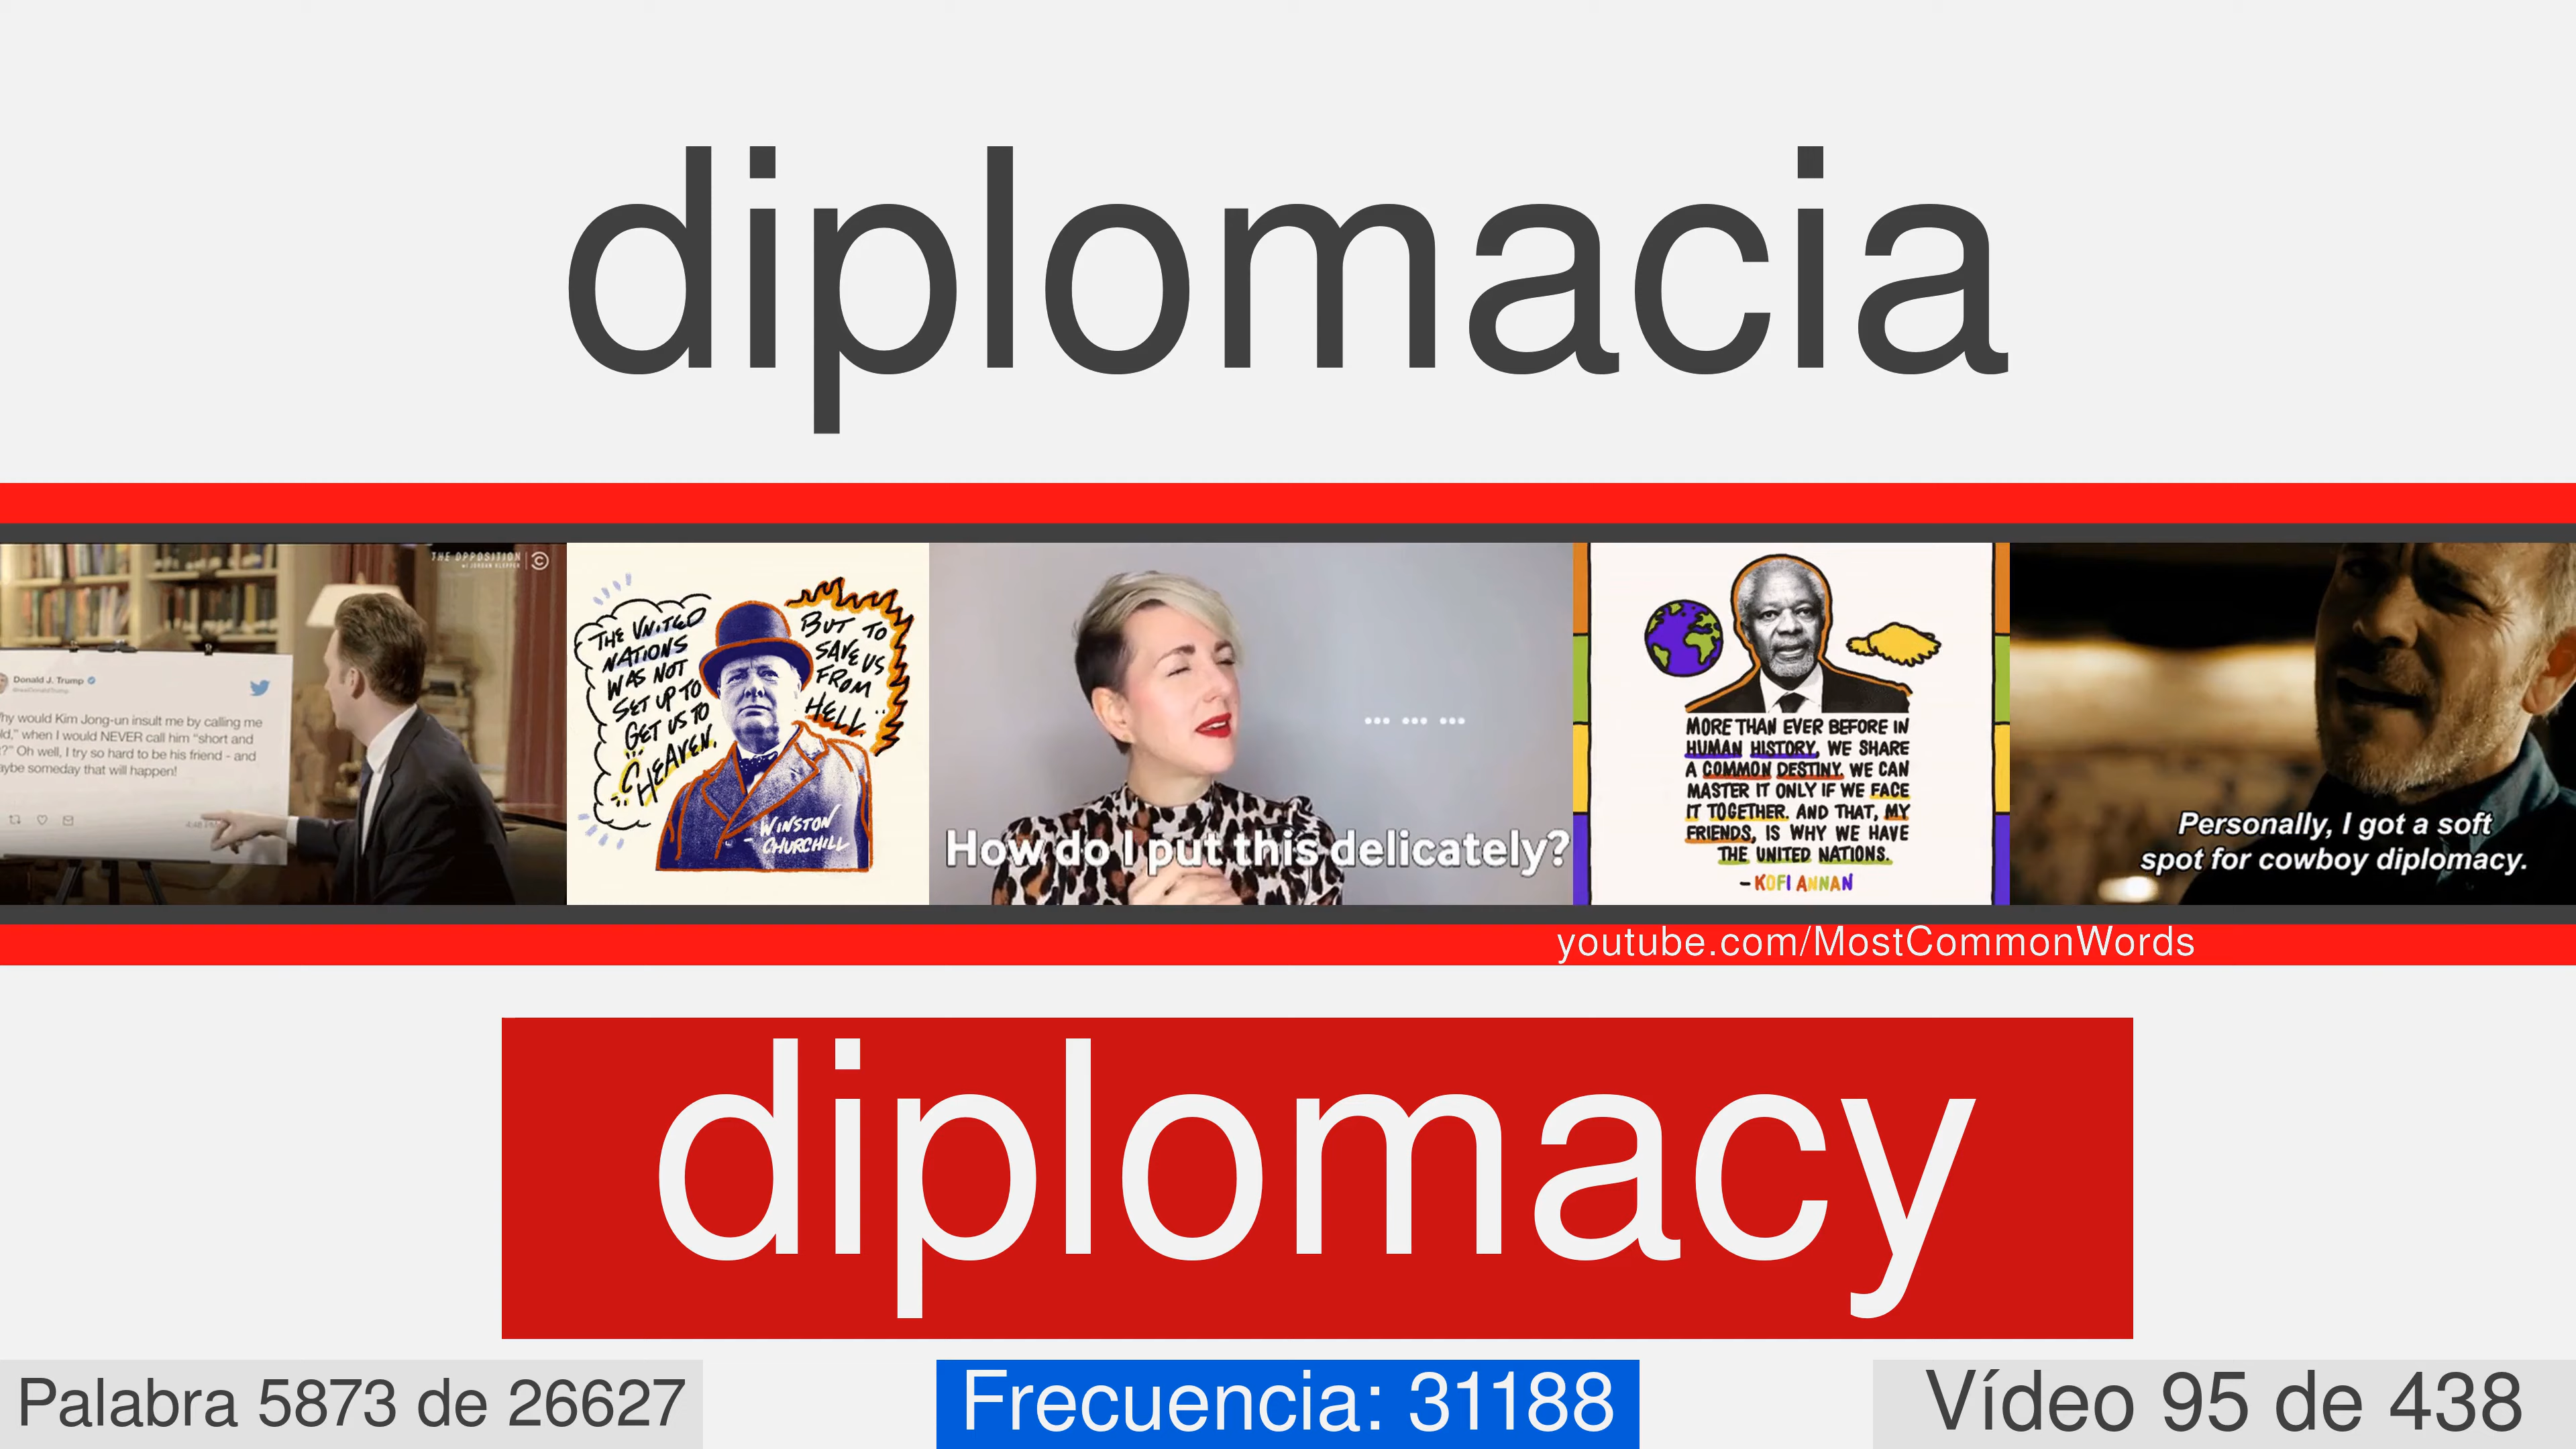 diplomacia
THE OPPOSITION
W/ JORDAN KLEPPER
Donald J. Trump
@realDonaldTrump
hy would Kim Jong-un insult me by calling me
ld," when I would NEVER call him "short and
?" Oh well, I try so hard to be his friend - and
aybe someday that will happen!
THE UNITED
NATIONS
WAS NOT
SET UP TO
GET US TO
HEAVEN,
BUT TO
SAVE US
FROM
HELL..
- WINSTON
CHURCHILL
... ... ...
How do I put this delicately?
MORE THAN EVER BEFORE IN
HUMAN HISTORY, WE SHARE
A COMMON DESTINY. WE CAN
MASTER IT ONLY IF WE FACE
IT TOGETHER. AND THAT, MY
FRIENDS, IS WHY WE HAVE
THE UNITED NATIONS.
- KOFI ANNAN
Personally, I got a soft
spot for cowboy diplomacy.
youtube.com/MostCommonWords
diplomacy
Palabra 5873 de 26627
Frecuencia: 31188
Vídeo 95 de 438